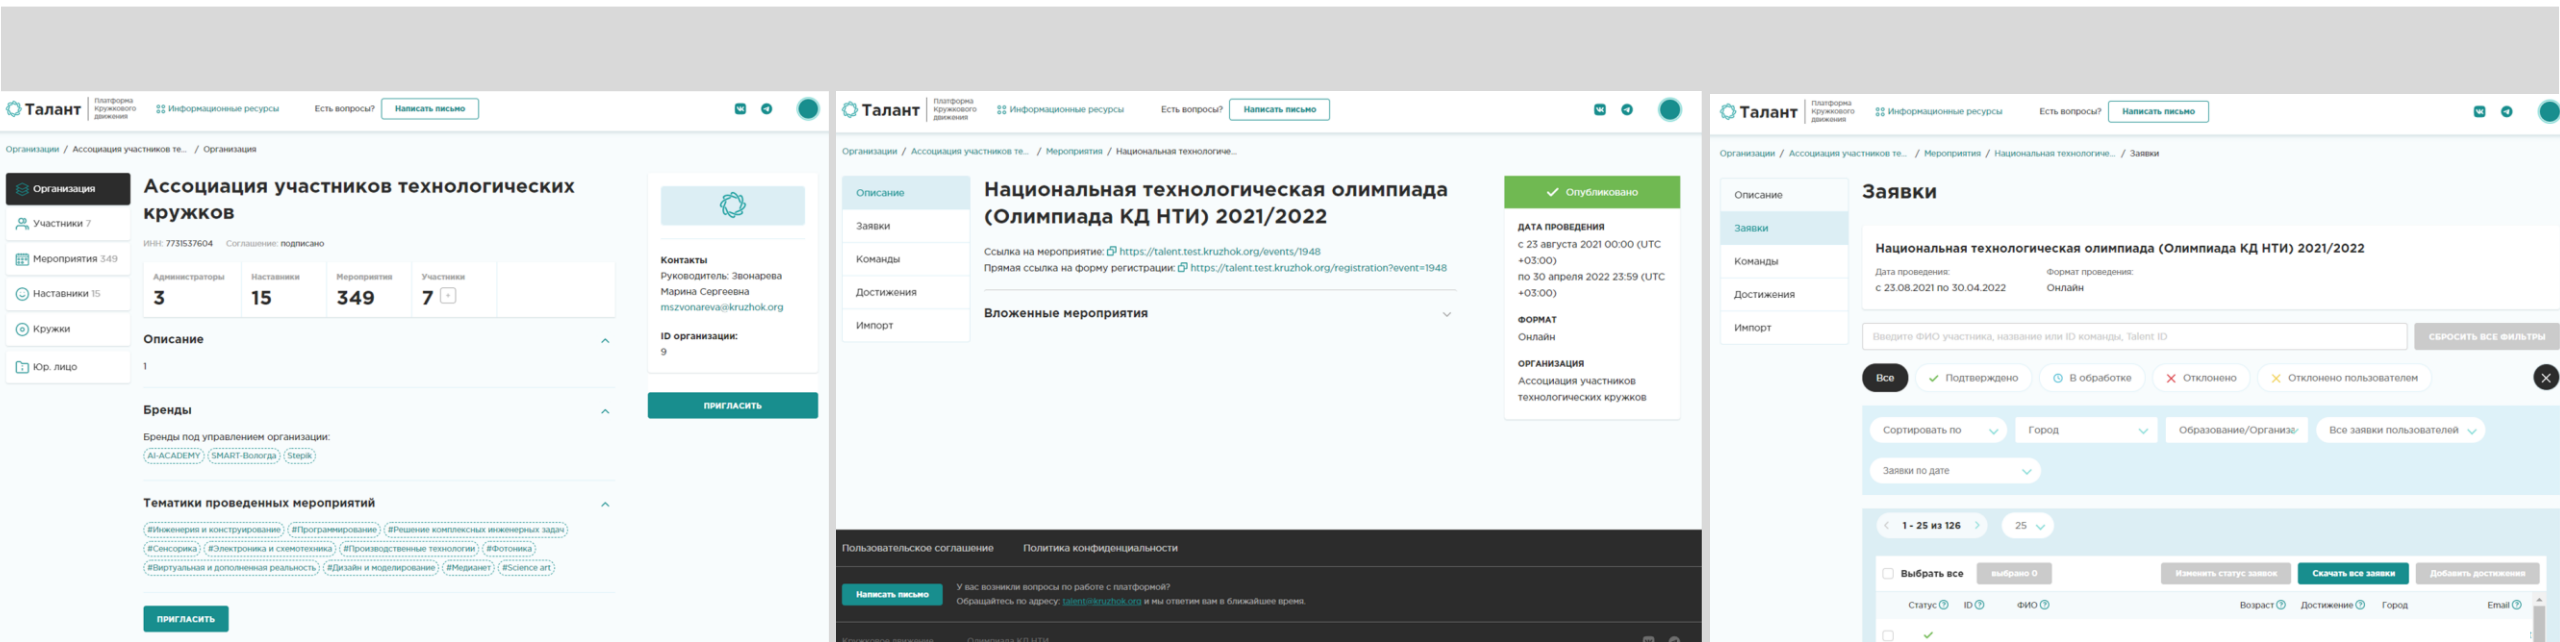 Талант
Платформа
Кружкового
движения
Информационные ресурсы
Есть вопросы?
Написать письмо
Организации / Ассоциация участников те... / Организация
Организация
Участники 7
Мероприятия 349
Наставники 15
Кружки
Юр. лицо
Ассоциация участников технологических
кружков
ИНН: 7731537604 Соглашение: подписано
Администраторы Наставники Мероприятия Участники
3 15 349 7 +
Описание
1
Бренды
Бренды под управлением организации:
AI-ACADEMY SMART-Вологда Stepik
Тематики проведенных мероприятий
#Инженерия и конструирование #Программирование #Решение комплексных инженерных задач
#Сенсорика #Электроника и схемотехника #Производственные технологии #Фотоника
#Виртуальная и дополненная реальность #Дизайн и моделирование #Медианет #Science art
ПРИГЛАСИТЬ
Контакты
Руководитель: Звонарева
Марина Сергеевна
mszvonareva@kruzhok.org
ID организации:
9
ПРИГЛАСИТЬ
Талант
Платформа
Кружкового
движения
Информационные ресурсы
Есть вопросы?
Написать письмо
Организации / Ассоциация участников те... / Мероприятия / Национальная технологиче...
Описание
Заявки
Команды
Достижения
Импорт
Национальная технологическая олимпиада
(Олимпиада КД НТИ) 2021/2022
Ссылка на мероприятие: https://talent.test.kruzhok.org/events/1948
Прямая ссылка на форму регистрации: https://talent.test.kruzhok.org/registration?event=1948
Вложенные мероприятия
Опубликовано
ДАТА ПРОВЕДЕНИЯ
с 23 августа 2021 00:00 (UTC
+03:00)
по 30 апреля 2022 23:59 (UTC
+03:00)
ФОРМАТ
Онлайн
ОРГАНИЗАЦИЯ
Ассоциация участников
технологических кружков
Пользовательское соглашение Политика конфиденциальности
Написать письмо
У вас возникли вопросы по работе с платформой?
Обращайтесь по адресу: talent@kruzhok.org и мы ответим вам в ближайшее время.
Кружковое движение Олимпиада КД НТИ
Талант
Платформа
Кружкового
движения
Информационные ресурсы
Есть вопросы?
Написать письмо
Организации / Ассоциация участников те... / Мероприятия / Национальная технологиче... / Заявки
Описание
Заявки
Команды
Достижения
Импорт
Заявки
Национальная технологическая олимпиада (Олимпиада КД НТИ) 2021/2022
Дата проведения: Формат проведения:
с 23.08.2021 по 30.04.2022 Онлайн
Введите ФИО участника, название или ID команды, Talent ID
СБРОСИТЬ ВСЕ ФИЛЬТРЫ
Все Подтверждено В обработке Отклонено Отклонено пользователем
Сортировать по Город Образование/Организа Все заявки пользователей
Заявки по дате
1 - 25 из 126 25
Выбрать все выбрано 0 Изменить статус заявок Скачать все заявки Добавить достижения
Статус ID ФИО Возраст Достижение Город Email